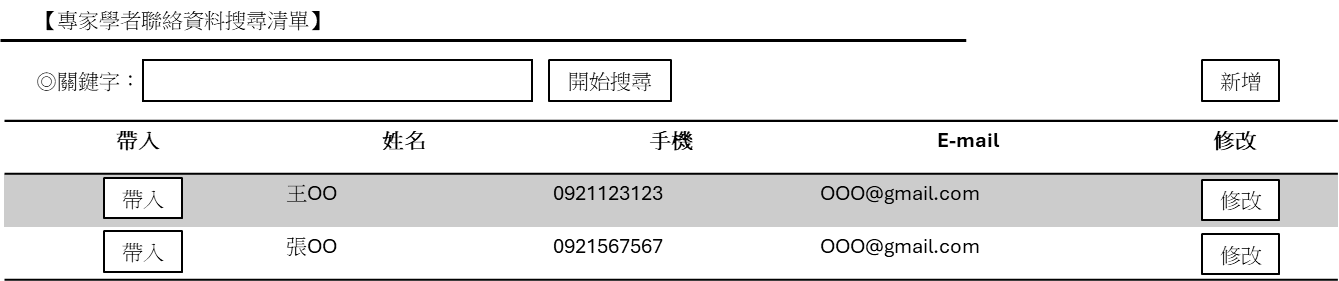 【專家學者聯絡資料搜尋清單】
◎關鍵字： 開始搜尋 新增
帶入 姓名 手機 E-mail 修改
帶入 王OO 0921123123 OOO@gmail.com 修改
帶入 張OO 0921567567 OOO@gmail.com 修改